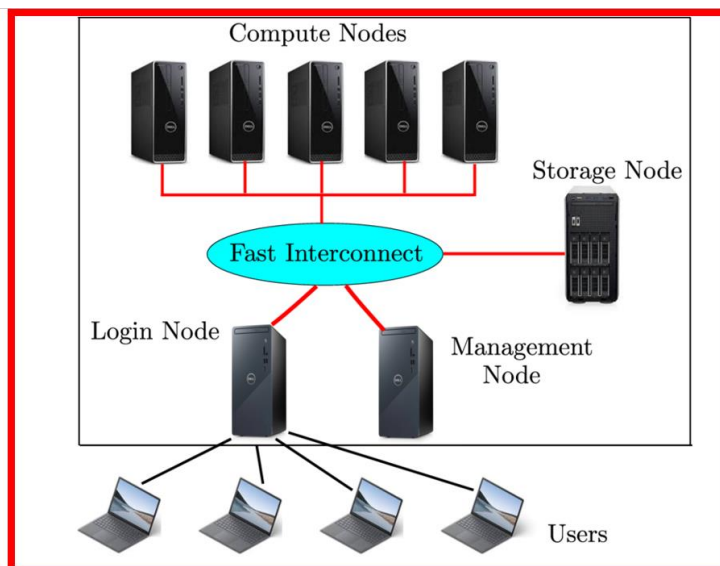 Compute Nodes
Storage Node
Fast Interconnect
Login Node
Management
Node
Users